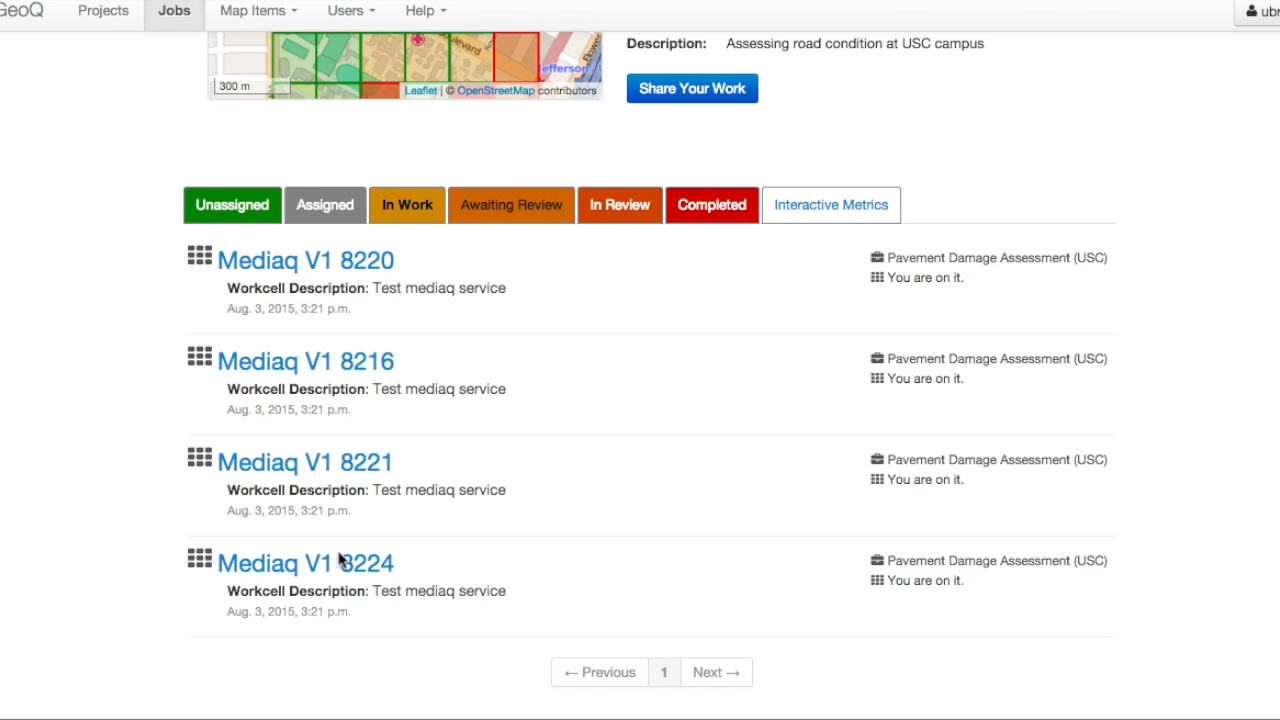 GeoQ Projects Jobs Map Items Users Help
Boulevard
Jefferson
300 m
Leaflet | © OpenStreetMap contributors
Description: Assessing road condition at USC campus
Share Your Work
Unassigned Assigned In Work Awaiting Review In Review Completed Interactive Metrics
Mediaq V1 8220
Workcell Description: Test mediaq service
Aug. 3, 2015, 3:21 p.m.
Pavement Damage Assessment (USC)
You are on it.
Mediaq V1 8216
Workcell Description: Test mediaq service
Aug. 3, 2015, 3:21 p.m.
Pavement Damage Assessment (USC)
You are on it.
Mediaq V1 8221
Workcell Description: Test mediaq service
Aug. 3, 2015, 3:21 p.m.
Pavement Damage Assessment (USC)
You are on it.
Mediaq V1 8224
Workcell Description: Test mediaq service
Aug. 3, 2015, 3:21 p.m.
Pavement Damage Assessment (USC)
You are on it.
← Previous 1 Next →